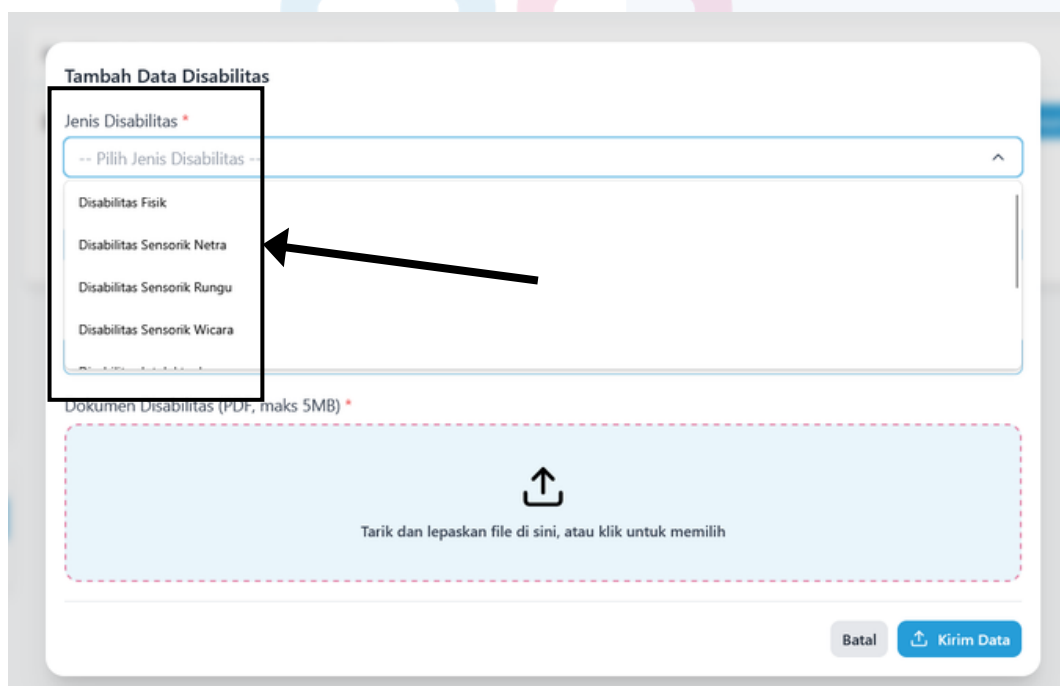 Tambah Data Disabilitas
Jenis Disabilitas *
-- Pilih Jenis Disabilitas --
Disabilitas Fisik
Disabilitas Sensorik Netra
Disabilitas Sensorik Rungu
Disabilitas Sensorik Wicara
Dokumen Disabilitas (PDF, maks 5MB) *
Tarik dan lepaskan file di sini, atau klik untuk memilih
Batal
Kirim Data